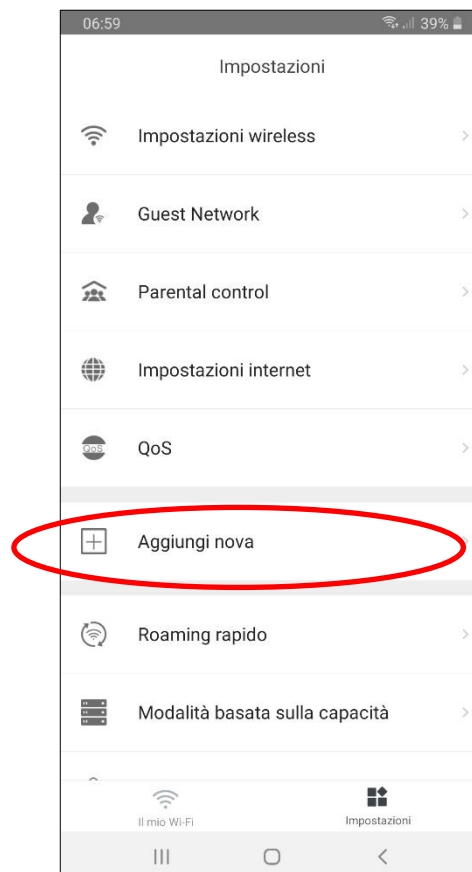 06:59 39%
Impostazioni
Impostazioni wireless
Guest Network
Parental control
Impostazioni internet
QoS QoS
Aggiungi nova
Roaming rapido
Modalità basata sulla capacità
Il mio Wi-Fi Impostazioni